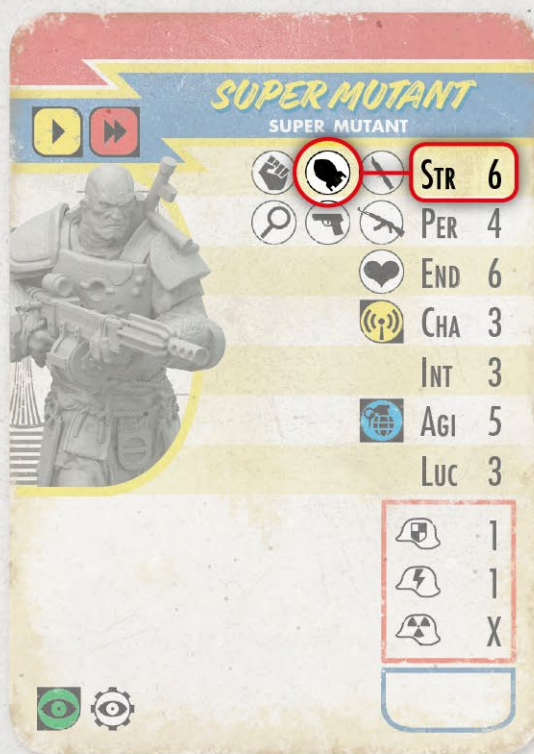 SUPER MUTANT
SUPER MUTANT
STR 6
PER 4
END 6
CHA 3
INT 3
AGI 5
LUC 3
1
1
X